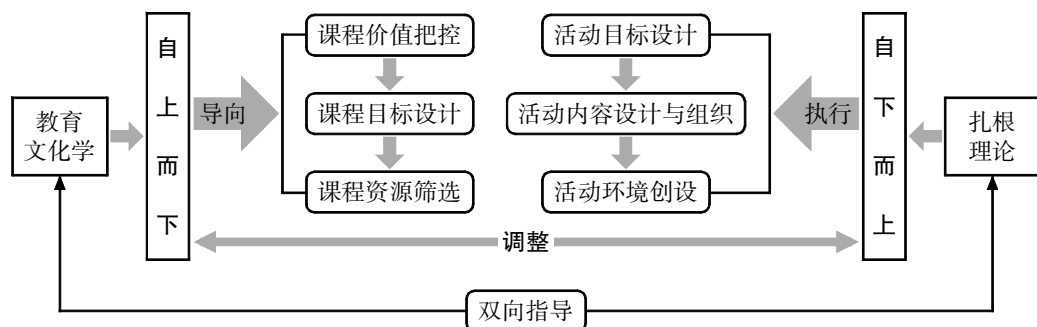 教育
文化学
自
上
而
下
导向
课程价值把控
课程目标设计
课程资源筛选
活动目标设计
活动内容设计与组织
活动环境创设
执行
自
下
而
上
扎根
理论
调整
双向指导